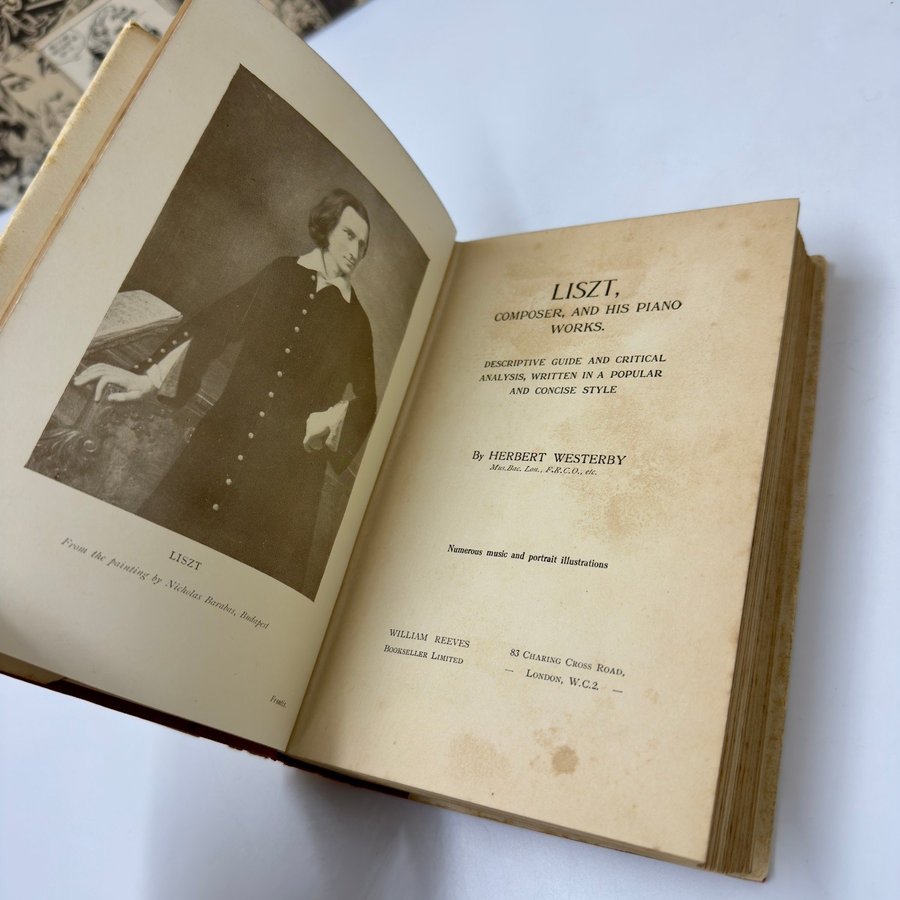 LISZT
From the painting by Nicholas Barabas, Budapest
Frontis.
LISZT,
COMPOSER, AND HIS PIANO
WORKS.
DESCRIPTIVE GUIDE AND CRITICAL
ANALYSIS, WRITTEN IN A POPULAR
AND CONCISE STYLE
By HERBERT WESTERBY
Mus.Bac. Lon., F.R.C.O., etc.
Numerous music and portrait illustrations
WILLIAM REEVES
BOOKSELLER LIMITED
83 CHARING CROSS ROAD,
— LONDON, W.C.2. —